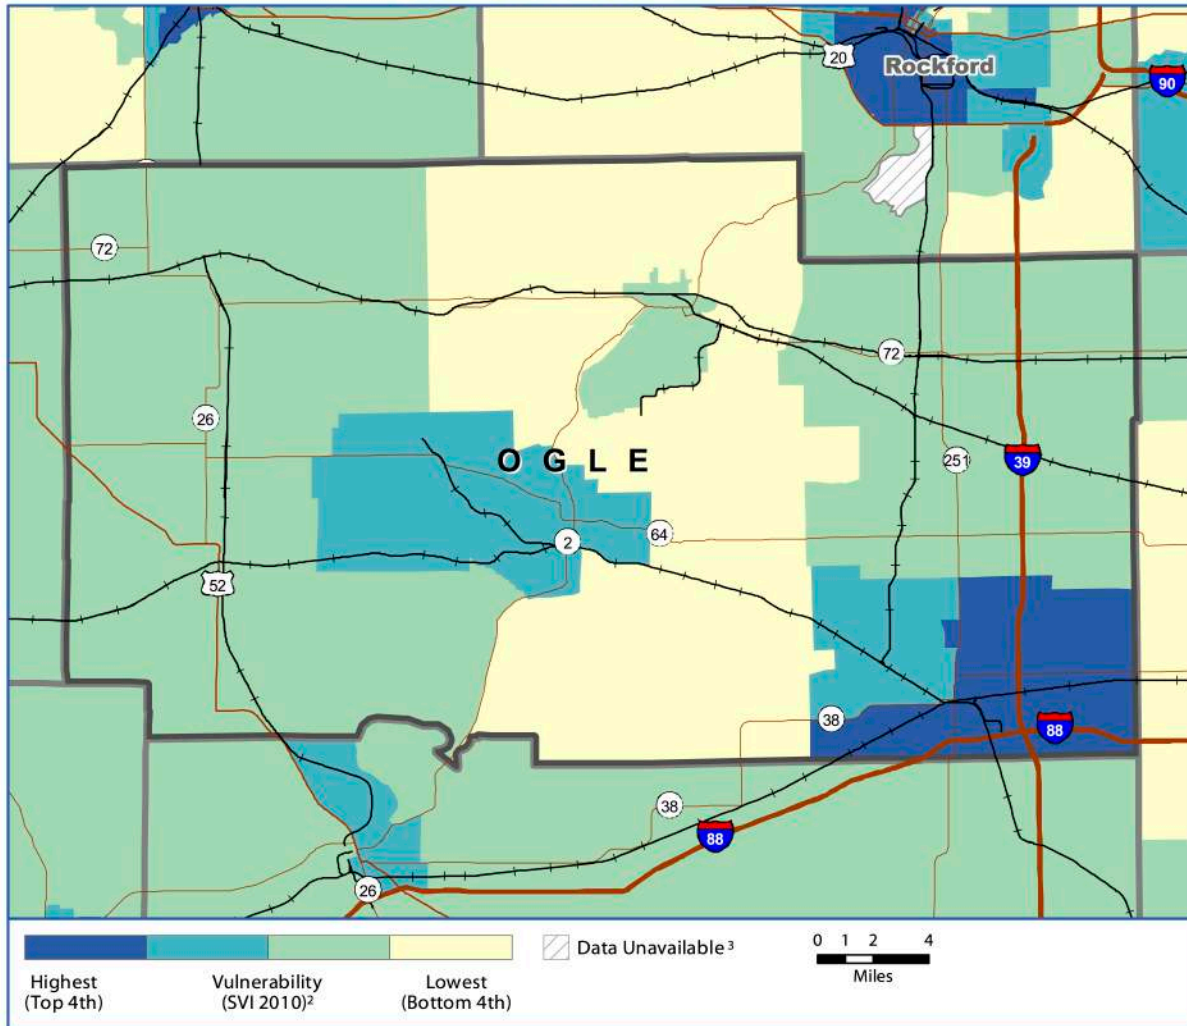 20
Rockford
90
72
72
26
OGLE
251
39
64
2
52
38
88
38
88
26
Data Unavailable³
0 1 2 4
Miles
Highest
(Top 4th)
Vulnerability
(SVI 2010)²
Lowest
(Bottom 4th)